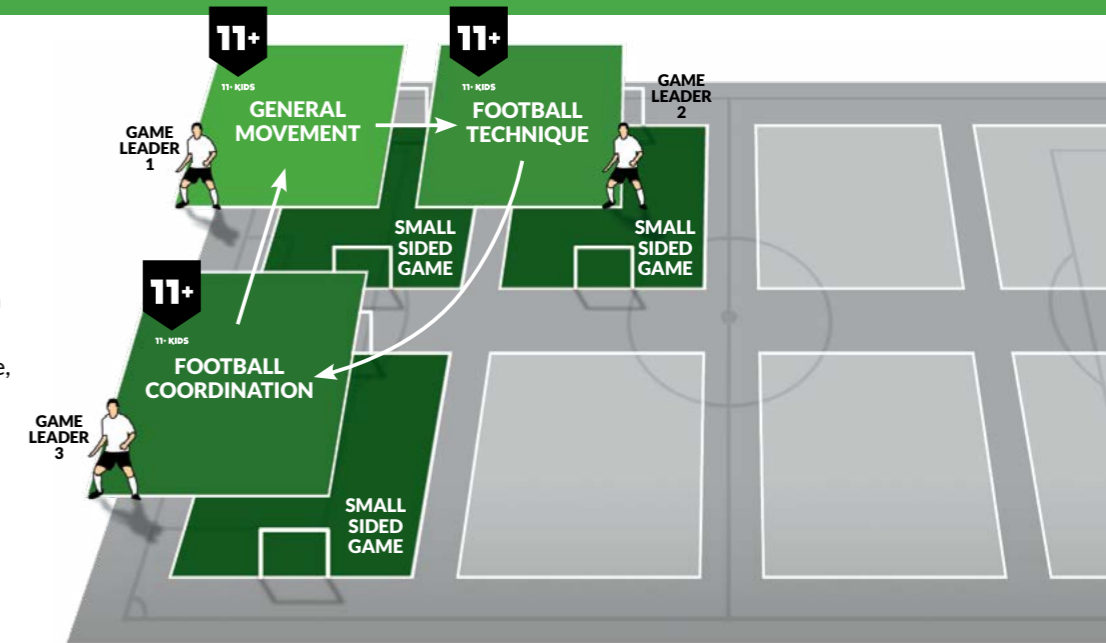 11+
11+ KIDS
GENERAL
MOVEMENT
11+
11+ KIDS
FOOTBALL
TECHNIQUE
GAME
LEADER
2
GAME
LEADER
1
SMALL
SIDED
GAME
SMALL
SIDED
GAME
11+
11+ KIDS
FOOTBALL
COORDINATION
e,
GAME
LEADER
3
SMALL
SIDED
GAME